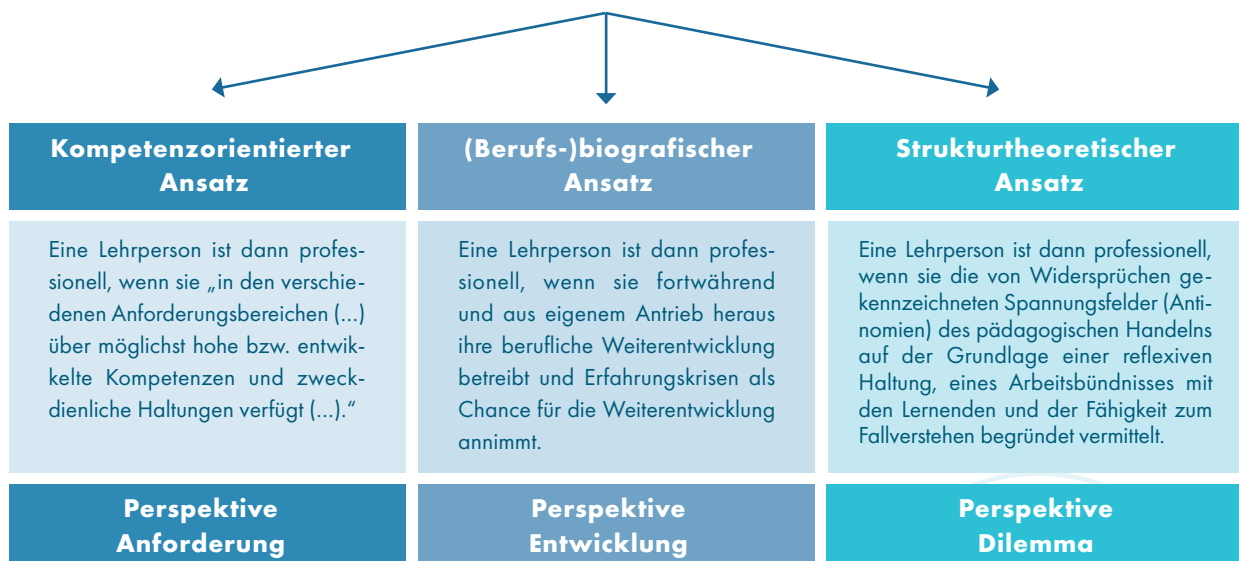 Kompetenzorientierter
Ansatz
Eine Lehrperson ist dann profes-
sionell, wenn sie „in den verschie-
denen Anforderungsbereichen (...)
über möglichst hohe bzw. entwik-
kelte Kompetenzen und zweck-
dienliche Haltungen verfügt (...).“
Perspektive
Anforderung
(Berufs-)biografischer
Ansatz
Eine Lehrperson ist dann profes-
sionell, wenn sie fortwährend
und aus eigenem Antrieb heraus
ihre berufliche Weiterentwicklung
betreibt und Erfahrungskrisen als
Chance für die Weiterentwicklung
annimmt.
Perspektive
Entwicklung
Strukturtheoretischer
Ansatz
Eine Lehrperson ist dann professionell,
wenn sie die von Widersprüchen ge-
kennzeichneten Spannungsfelder (Anti-
nomien) des pädagogischen Handelns
auf der Grundlage einer reflexiven
Haltung, eines Arbeitsbündnisses mit
den Lernenden und der Fähigkeit zum
Fallverstehen begründet vermittelt.
Perspektive
Dilemma